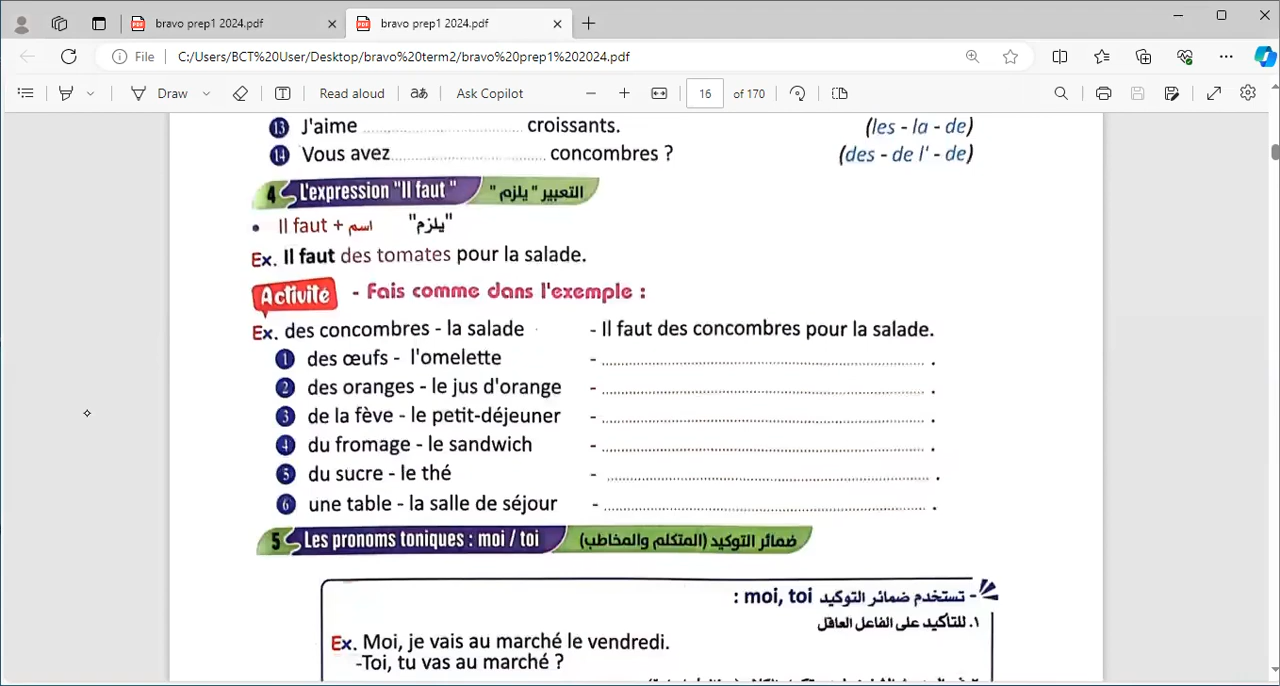 bravo prep1 2024.pdf
bravo prep1 2024.pdf
File C:/Users/BCT%20User/Desktop/bravo%20term2/bravo%20prep1%202024.pdf
Draw Read aloud aあ Ask Copilot 16 of 170
13 J'aime ........................ croissants. (les - la - de)
14 Vous avez........................ concombres ? (des - de l' - de)
4 L'expression "Il faut " التعبير " يلزم "
• Il faut + اسم "يلزم"
Ex. Il faut des tomates pour la salade.
Activité - Fais comme dans l'exemple :
Ex. des concombres - la salade - Il faut des concombres pour la salade.
1 des œufs - l'omelette - ........................ .
2 des oranges - le jus d'orange - ........................ .
3 de la fève - le petit-déjeuner - ........................ .
4 du fromage - le sandwich - ........................ .
5 du sucre - le thé - ........................ .
6 une table - la salle de séjour - ........................ .
5 Les pronoms toniques : moi / toi ضمائر التوكيد (المتكلم والمخاطب)
- تستخدم ضمائر التوكيد moi, toi :
١. للتأكيد على الفاعل العاقل
Ex. Moi, je vais au marché le vendredi.
-Toi, tu vas au marché ?